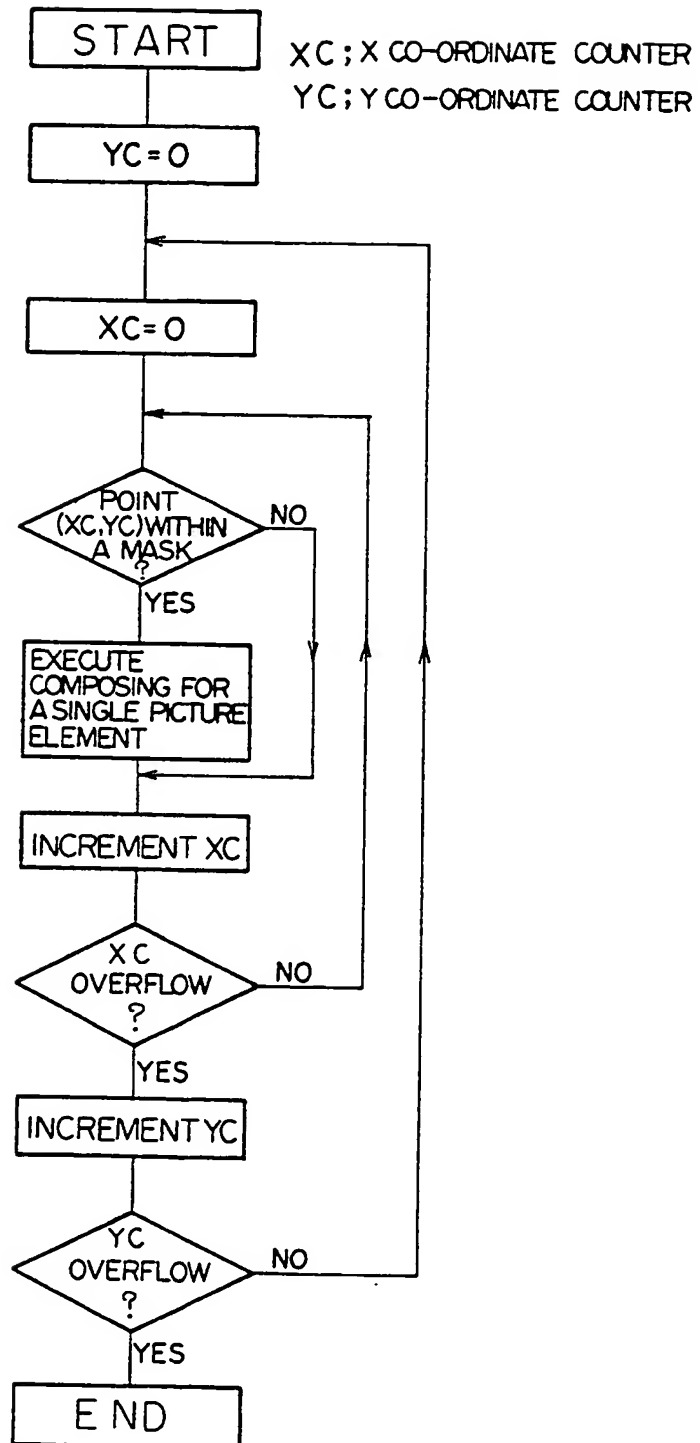 START
XC; X CO-ORDINATE COUNTER
YC; Y CO-ORDINATE COUNTER
YC=0
XC=0
POINT
(XC,YC) WITHIN
A MASK
?
NO
YES
EXECUTE
COMPOSING FOR
A SINGLE PICTURE
ELEMENT
INCREMENT XC
XC
OVERFLOW
?
NO
YES
INCREMENT YC
YC
OVERFLOW
?
NO
YES
END